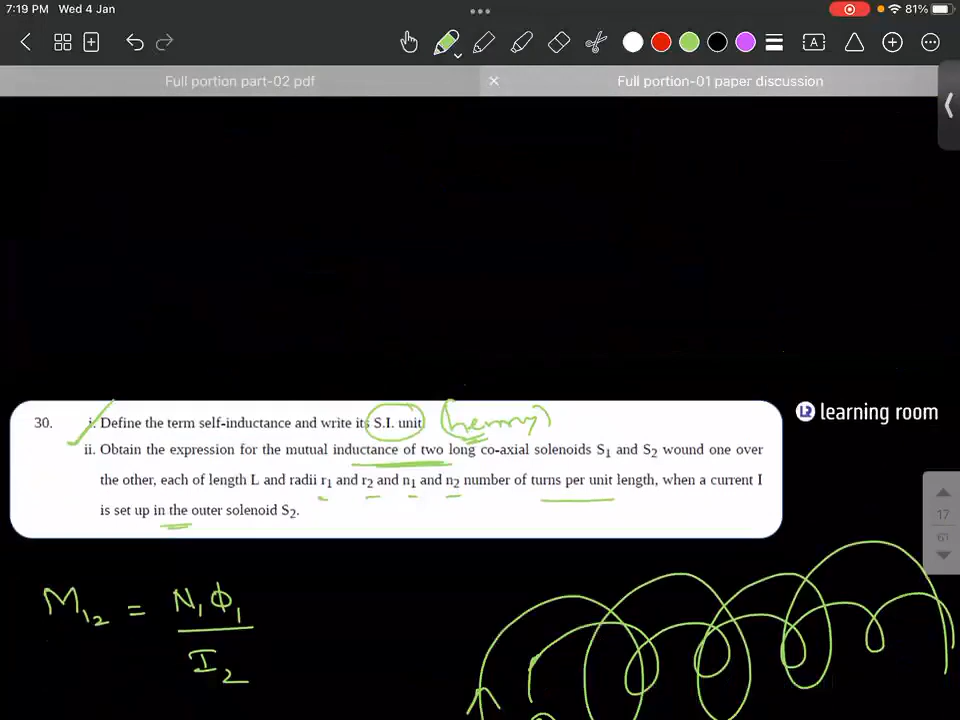 7:19 PM Wed 4 Jan
81%
A
Full portion part-02 pdf
Full portion-01 paper discussion
30. i. Define the term self-inductance and write its S.I. unit. (henry)
LR learning room
ii. Obtain the expression for the mutual inductance of two long co-axial solenoids S₁ and S₂ wound one over
the other, each of length L and radii r₁ and r₂ and n₁ and n₂ number of turns per unit length, when a current I
is set up in the outer solenoid S₂.
17
M₁₂ = N₁ Φ₁
I₂